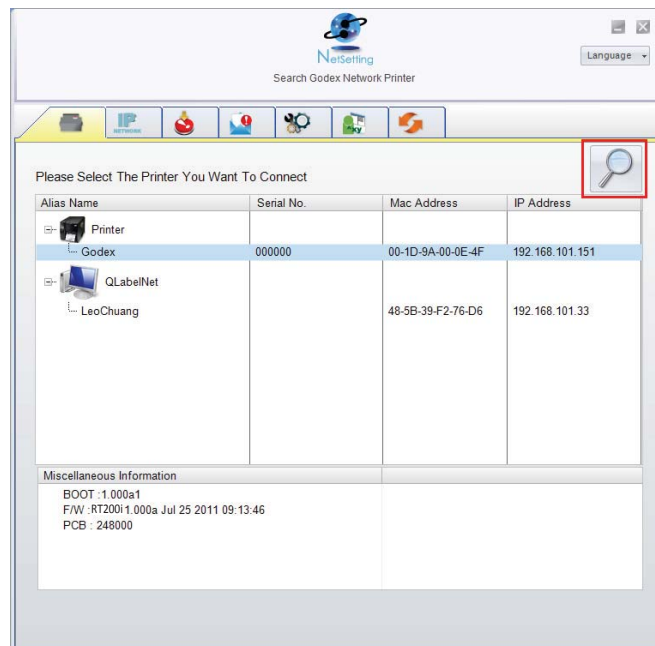 NetSetting
Language
Search Godex Network Printer
IP
NETWORK
Please Select The Printer You Want To Connect
Alias Name Serial No. Mac Address IP Address
Printer
Godex 000000 00-1D-9A-00-0E-4F 192.168.101.151
QLabelNet
LeoChuang 48-5B-39-F2-76-D6 192.168.101.33
Miscellaneous Information
BOOT :1.000a1
F/W :RT200i 1.000a Jul 25 2011 09:13:46
PCB : 248000